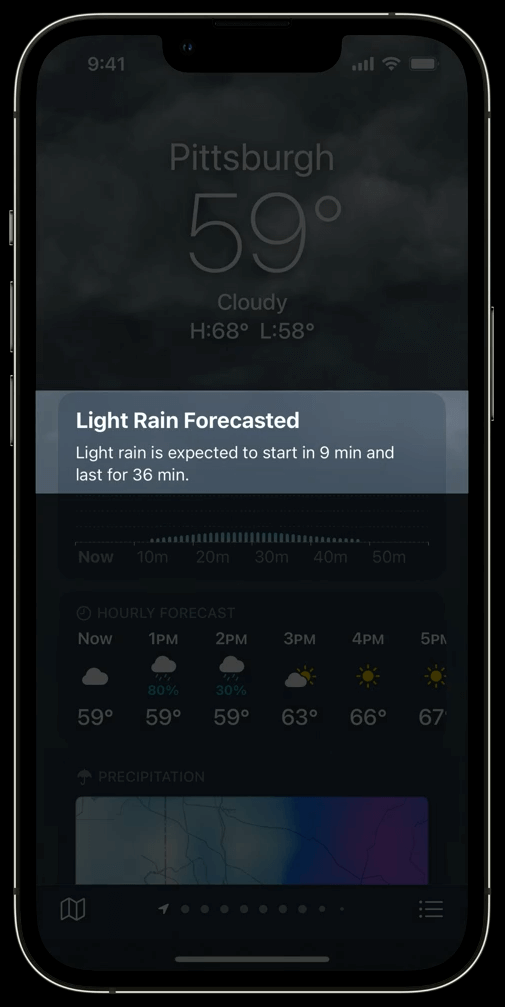 9:41
Pittsburgh
59°
Cloudy
H:68° L:58°
Light Rain Forecasted
Light rain is expected to start in 9 min and
last for 36 min.
Now 10m 20m 30m 40m 50m
HOURLY FORECAST
Now 1PM 2PM 3PM 4PM 5PM
80% 30%
59° 59° 59° 63° 66° 67°
PRECIPITATION